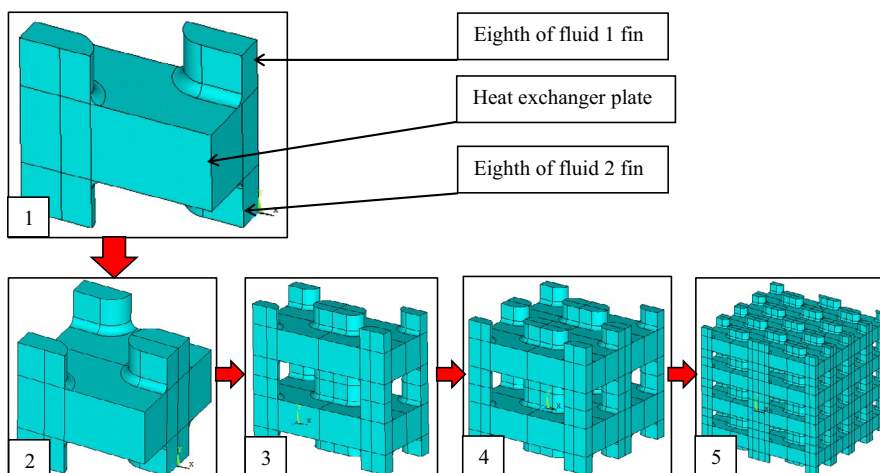 Eighth of fluid 1 fin
Heat exchanger plate
Eighth of fluid 2 fin
1
2
3
4
5